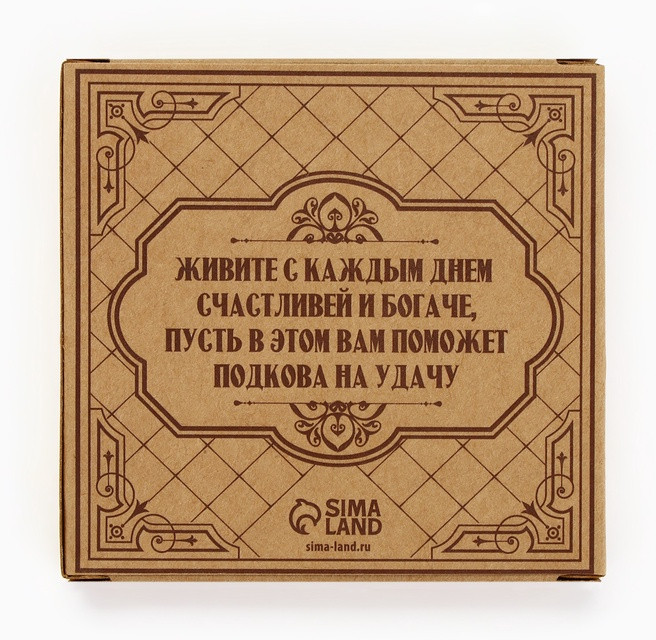 ЖИВИТЕ С КАЖДЫМ ДНЕМ
СЧАСТЛИВЕЙ И БОГАЧЕ,
ПУСТЬ В ЭТОМ ВАМ ПОМОЖЕТ
ПОДКОВА НА УДАЧУ
SIMA
LAND
sima-land.ru